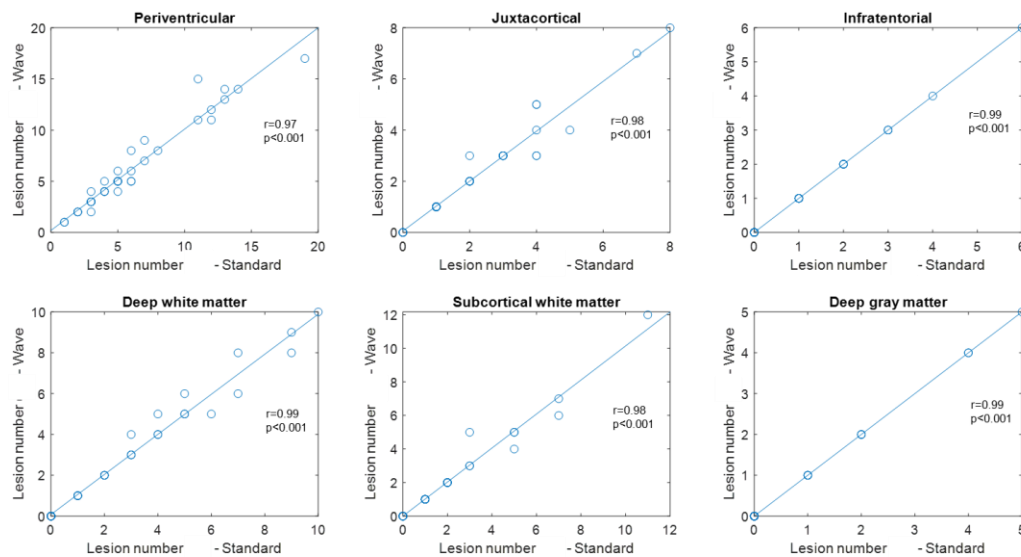 Periventricular
20
15
10
5
0
0 5 10 15 20
Lesion number - Wave
Lesion number - Standard
r=0.97
p<0.001
Juxtacortical
8
6
4
2
0
0 2 4 6 8
Lesion number - Wave
Lesion number - Standard
r=0.98
p<0.001
Infratentorial
6
5
4
3
2
1
0
0 1 2 3 4 5 6
Lesion number - Wave
Lesion number - Standard
r=0.99
p<0.001
Deep white matter
10
8
6
4
2
0
0 2 4 6 8 10
Lesion number - Wave
Lesion number - Standard
r=0.99
p<0.001
Subcortical white matter
12
10
8
6
4
2
0
0 2 4 6 8 10 12
Lesion number - Wave
Lesion number - Standard
r=0.98
p<0.001
Deep gray matter
5
4
3
2
1
0
0 1 2 3 4 5
Lesion number - Wave
Lesion number - Standard
r=0.99
p<0.001